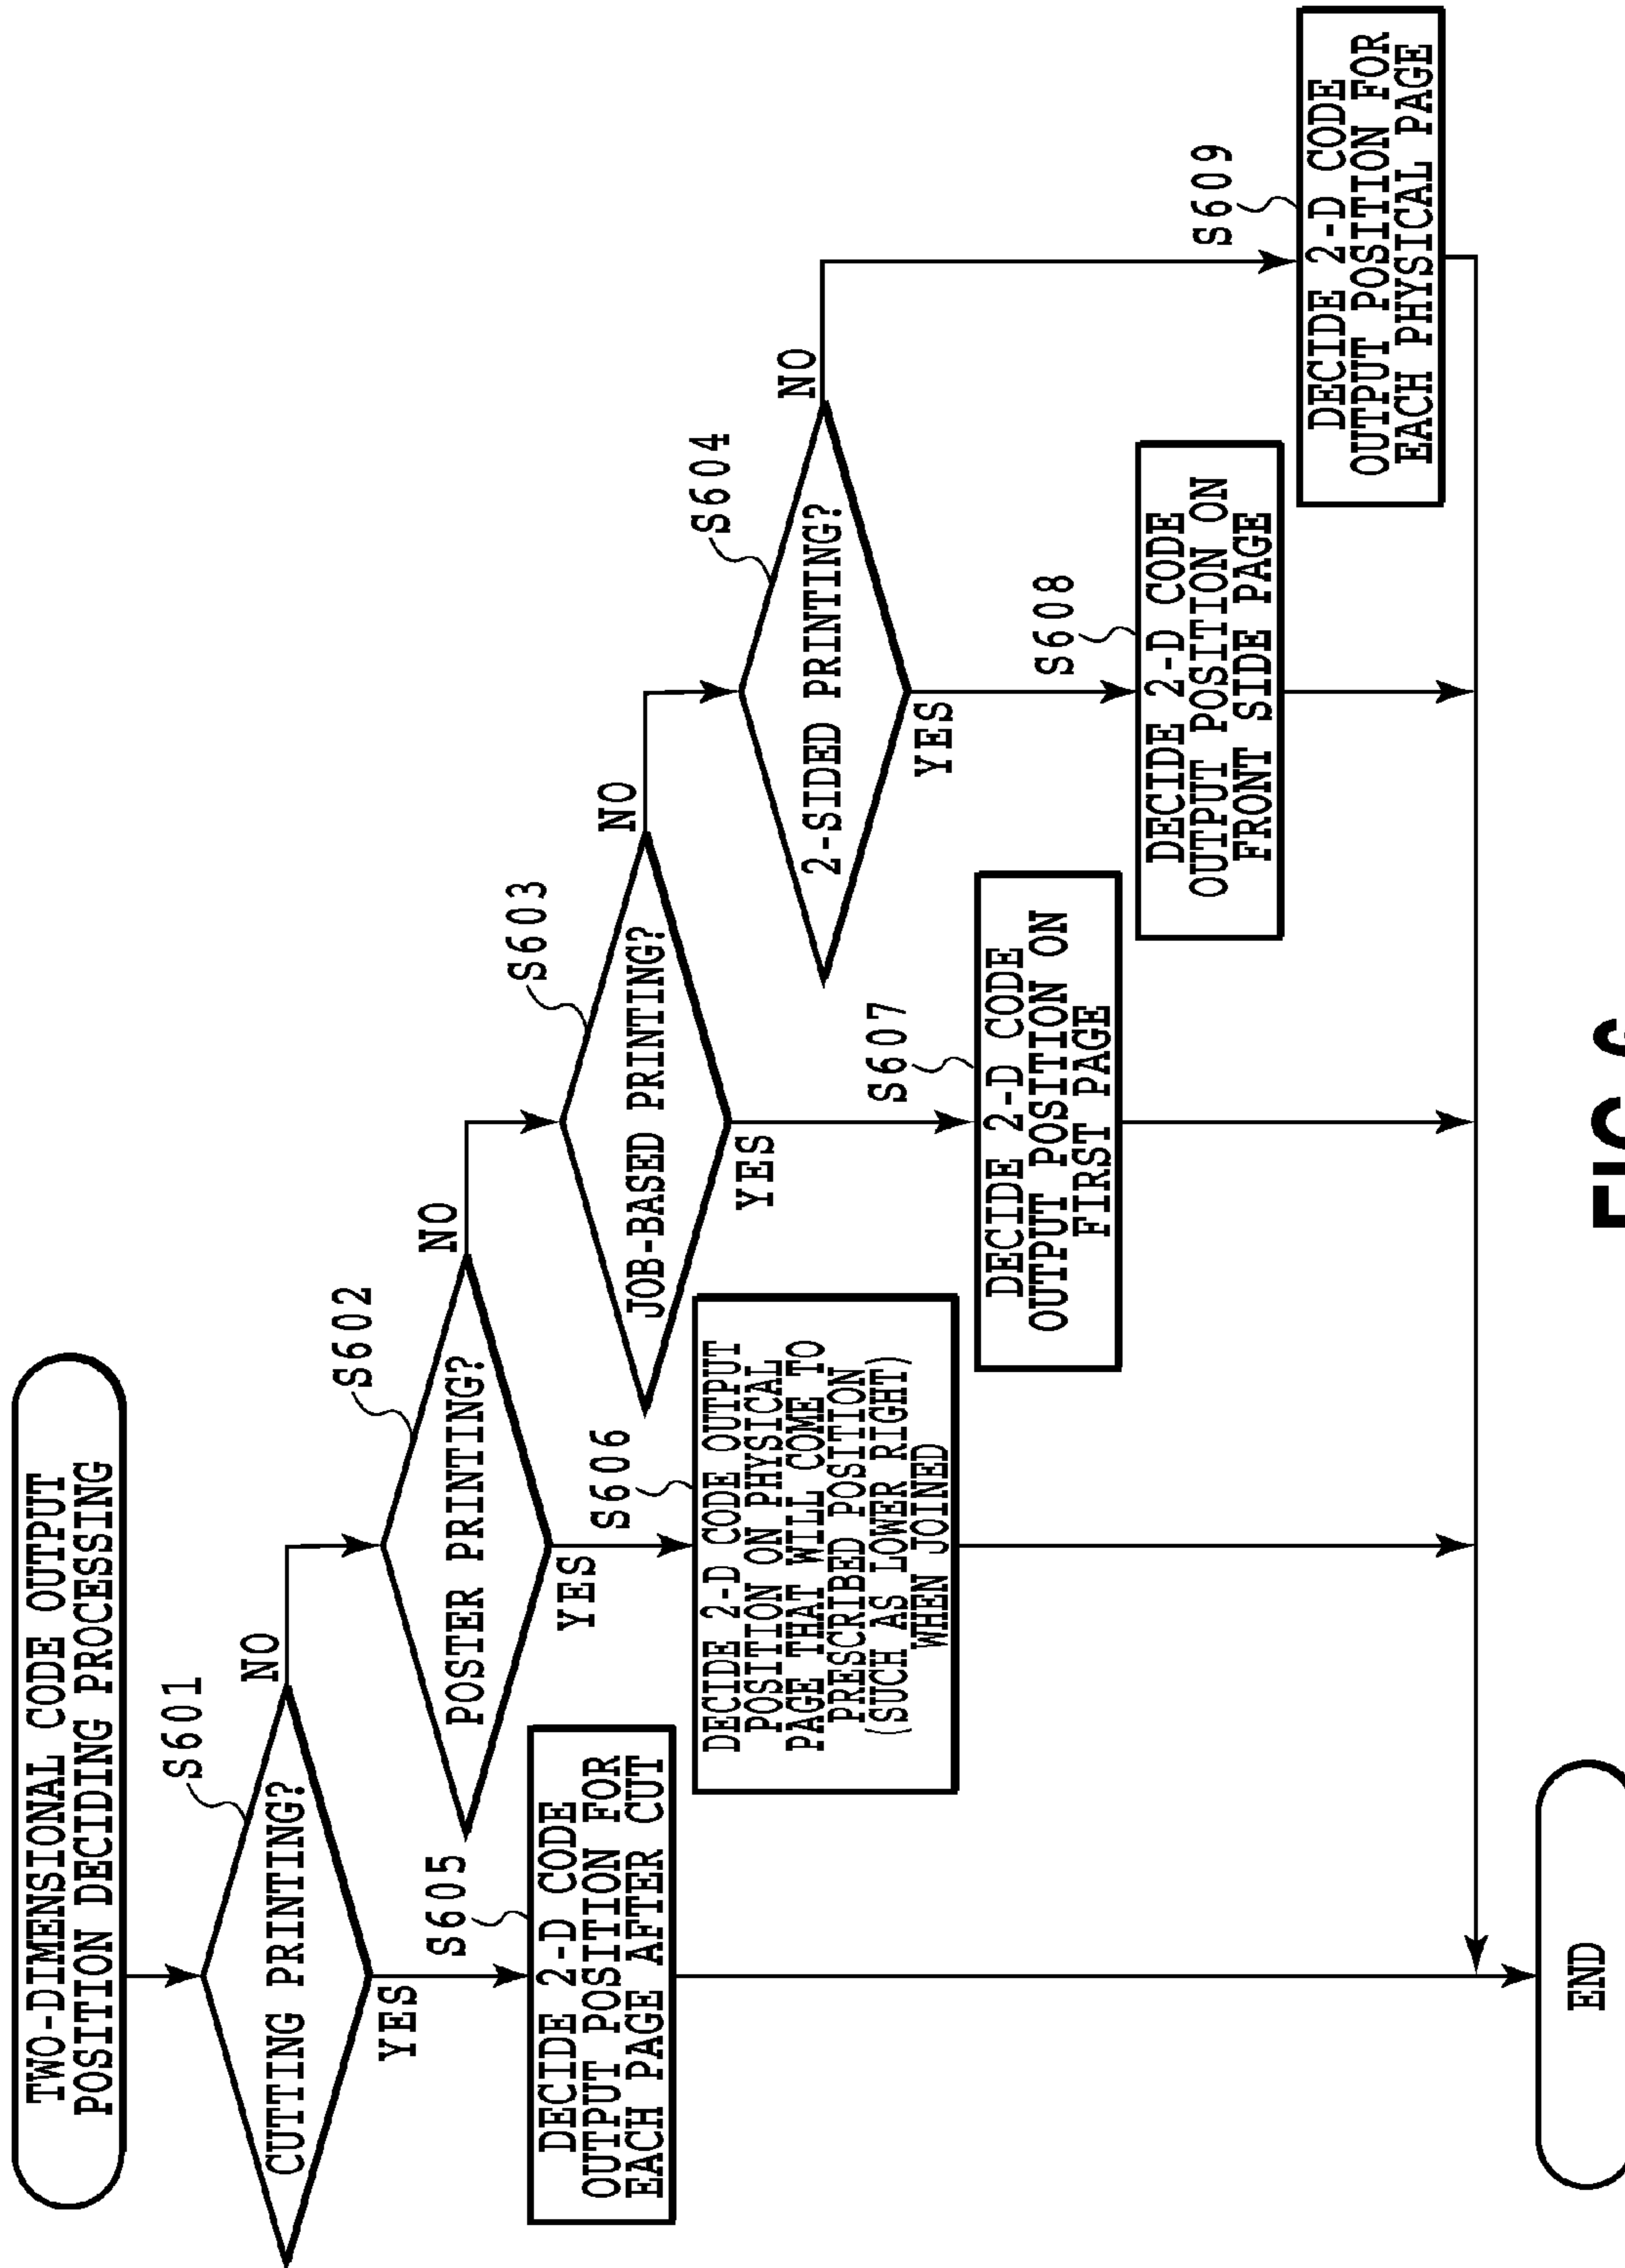 TWO-DIMENSIONAL CODE OUTPUT
POSITION DECIDING PROCESSING
S601
CUTTING PRINTING?
NO
YES
S602
POSTER PRINTING?
NO
YES
S603
JOB-BASED PRINTING?
NO
YES
S604
2-SIDED PRINTING?
NO
YES
S605
DECIDE 2-D CODE
OUTPUT POSITION FOR
EACH PAGE AFTER CUT
S606
DECIDE 2-D CODE OUTPUT
POSITION ON PHYSICAL
PAGE THAT WILL COME TO
PRESCRIBED POSITION
(SUCH AS LOWER RIGHT)
WHEN JOINED
S607
DECIDE 2-D CODE
OUTPUT POSITION ON
FIRST PAGE
S608
DECIDE 2-D CODE
OUTPUT POSITION ON
FRONT SIDE PAGE
S609
DECIDE 2-D CODE
OUTPUT POSITION FOR
EACH PHYSICAL PAGE
END